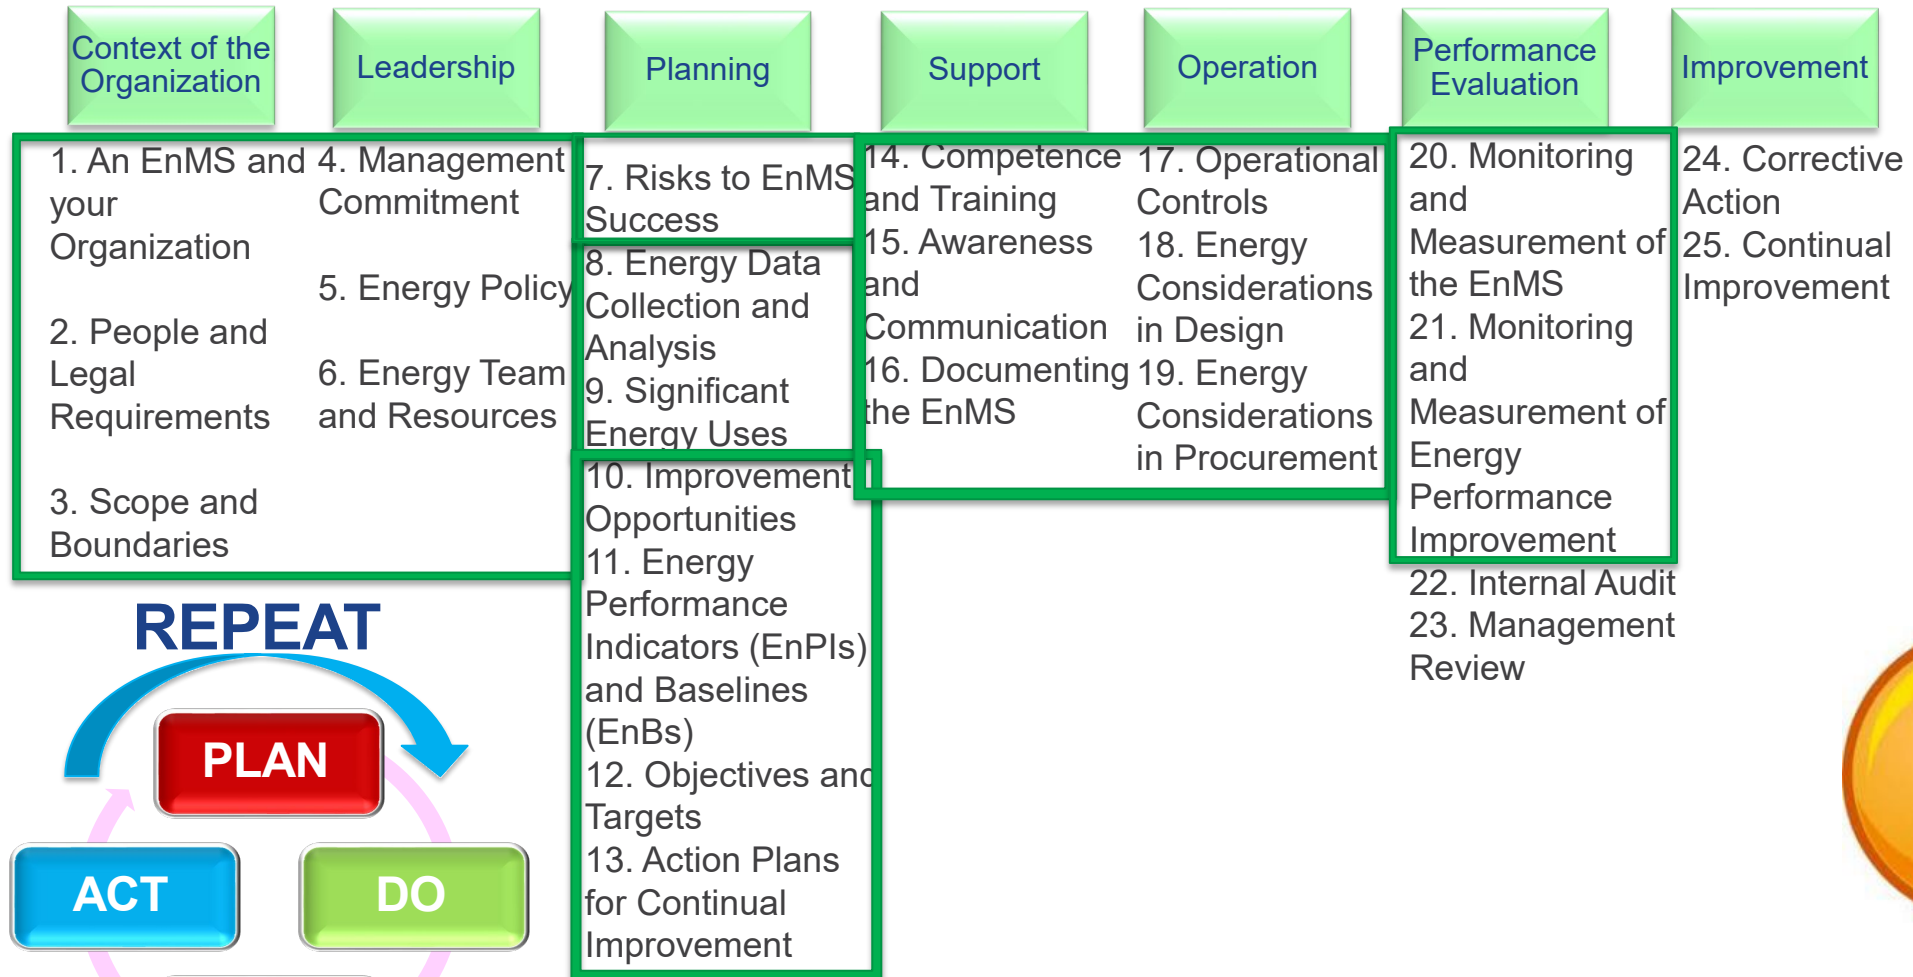 Context of the
Organization
Leadership
Planning
Support
Operation
Performance
Evaluation
Improvement
1. An EnMS and
your
Organization
2. People and
Legal
Requirements
3. Scope and
Boundaries
4. Management
Commitment
5. Energy Policy
6. Energy Team
and Resources
7. Risks to EnMS
Success
8. Energy Data
Collection and
Analysis
9. Significant
Energy Uses
10. Improvement
Opportunities
11. Energy
Performance
Indicators (EnPIs)
and Baselines
(EnBs)
12. Objectives and
Targets
13. Action Plans
for Continual
Improvement
14. Competence
and Training
15. Awareness
and
Communication
16. Documenting
the EnMS
17. Operational
Controls
18. Energy
Considerations
in Design
19. Energy
Considerations
in Procurement
20. Monitoring
and
Measurement of
the EnMS
21. Monitoring
and
Measurement of
Energy
Performance
Improvement
22. Internal Audit
23. Management
Review
24. Corrective
Action
25. Continual
Improvement
REPEAT
PLAN
ACT
DO